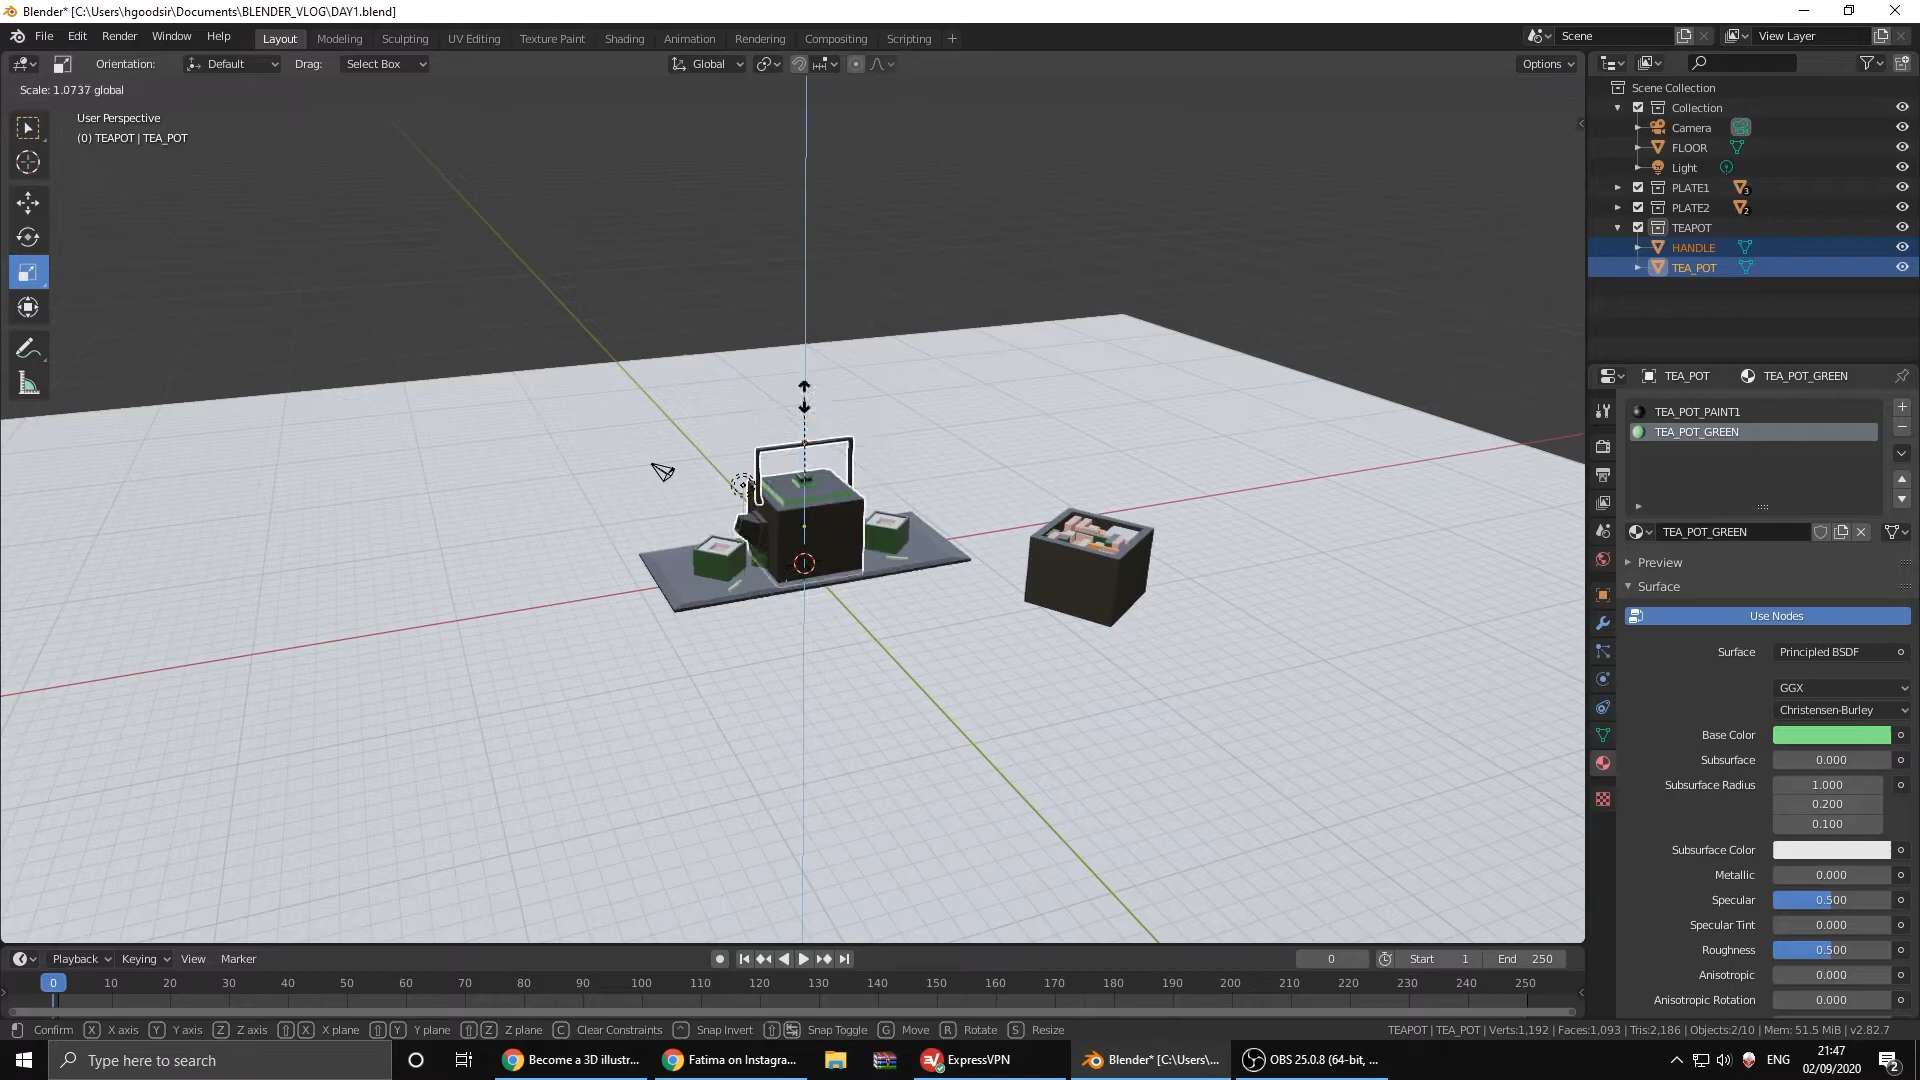 Blender* [C:\Users\hgoodsir\Documents\BLENDER_VLOG\DAY1.blend]
File Edit Render Window Help Layout Modeling Sculpting UV Editing Texture Paint Shading Animation Rendering Compositing Scripting + Scene View Layer
Orientation: Default Drag: Select Box Global Options
Scale: 1.0737 global
User Perspective
(0) TEAPOT | TEA_POT
Scene Collection
Collection
Camera
FLOOR
Light
PLATE1 3
PLATE2 2
TEAPOT
HANDLE
TEA_POT
TEA_POT TEA_POT_GREEN
TEA_POT_PAINT1
TEA_POT_GREEN
TEA_POT_GREEN
Preview
Surface
Use Nodes
Surface Principled BSDF
GGX
Christensen-Burley
Base Color
Subsurface 0.000
Subsurface Radius 1.000
0.200
0.100
Subsurface Color
Metallic 0.000
Specular 0.500
Specular Tint 0.000
Roughness 0.500
Anisotropic 0.000
Anisotropic Rotation 0.000
Playback Keying View Marker 0 Start 1 End 250
0 10 20 30 40 50 60 70 80 90 100 110 120 130 140 150 160 170 180 190 200 210 220 230 240 250
Confirm X X axis Y Y axis Z Z axis X X plane Y Y plane Z Z plane C Clear Constraints ^ Snap Invert Snap Toggle G Move R Rotate S Resize
TEAPOT | TEA_POT | Verts:1,192 | Faces:1,093 | Tris:2,186 | Objects:2/10 | Mem: 51.5 MiB | v2.82.7
Type here to search Become a 3D illustr... Fatima on Instagra... ExpressVPN Blender* [C:\Users\... OBS 25.0.8 (64-bit, ... ENG 21:47
02/09/2020 2